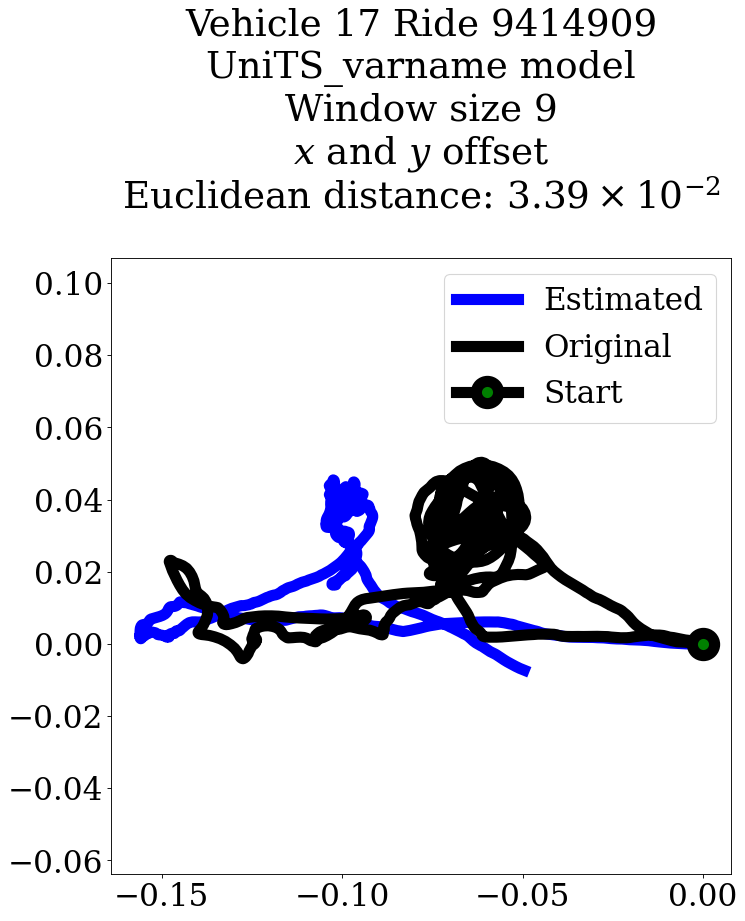 Vehicle 17 Ride 9414909
UniTS_varname model
Window size 9
x and y offset
Euclidean distance: 3.39 × 10⁻²
Estimated
Original
Start
0.10
0.08
0.06
0.04
0.02
0.00
−0.02
−0.04
−0.06
−0.15
−0.10
−0.05
0.00